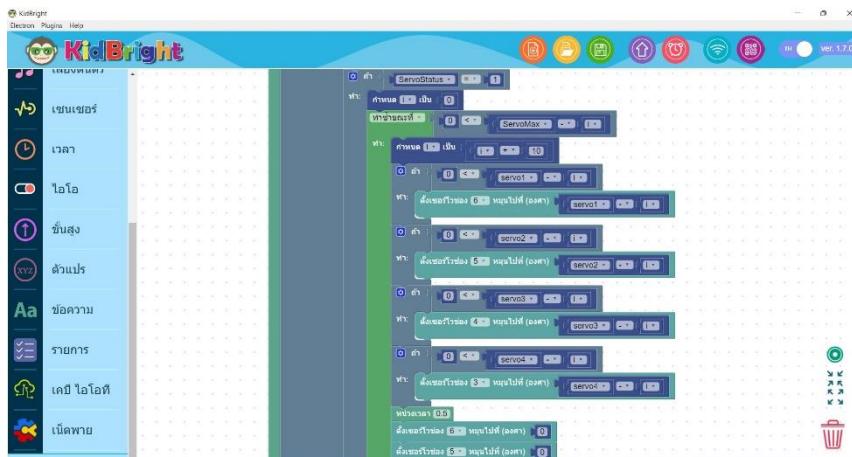 KidBright
Electron Plugins Help
KidBright
TH
ver. 1.7.0
เสียงดนตรี
เซนเซอร์
เวลา
ไอโอ
ขั้นสูง
XYZ ตัวแปร
Aa ข้อความ
รายการ
เคบี ไอโอที
เน็ตพาย
ถ้า ServoStatus = 1
ทำ: กำหนด i เป็น 0
ทำซ้ำขณะที่ 0 < ServoMax - i
ทำ: กำหนด i เป็น i 10
ถ้า 0 < servo1 - i
ทำ: ตั้งเซอร์โวช่อง 6 หมุนไปที่ (องศา) servo1 - i
ถ้า 0 < servo2 - i
ทำ: ตั้งเซอร์โวช่อง 5 หมุนไปที่ (องศา) servo2 - i
ถ้า 0 < servo3 - i
ทำ: ตั้งเซอร์โวช่อง 4 หมุนไปที่ (องศา) servo3 - i
ถ้า 0 < servo4 - i
ทำ: ตั้งเซอร์โวช่อง 3 หมุนไปที่ (องศา) servo4 - i
หน่วงเวลา 0.5
ตั้งเซอร์โวช่อง 6 หมุนไปที่ (องศา) 0
ตั้งเซอร์โวช่อง 5 หมุนไปที่ (องศา) 0